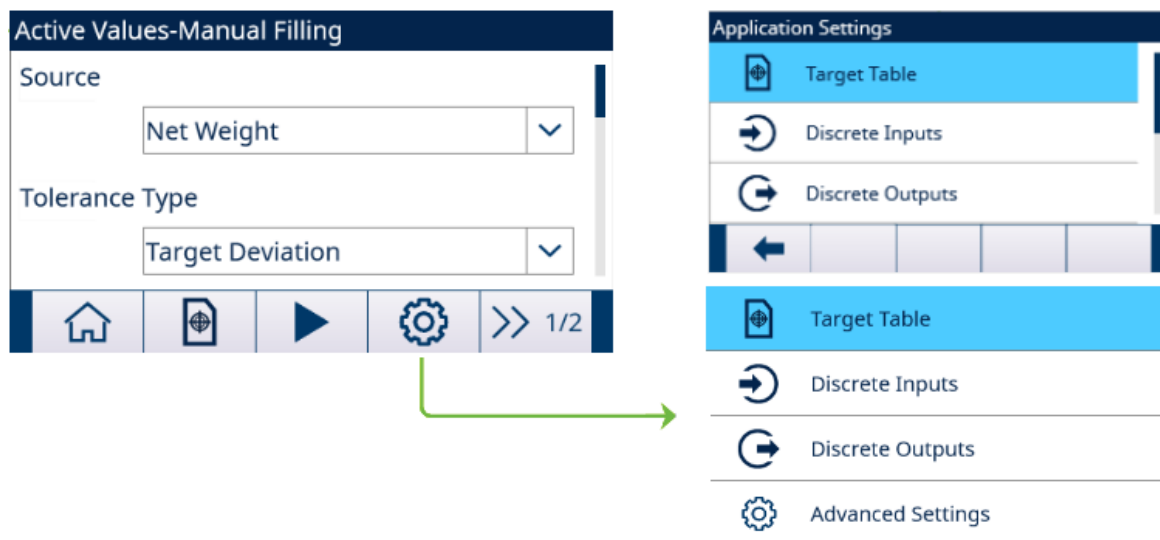 Active Values-Manual Filling
Source
Net Weight
Tolerance Type
Target Deviation
1/2
Application Settings
Target Table
Discrete Inputs
Discrete Outputs
Target Table
Discrete Inputs
Discrete Outputs
Advanced Settings